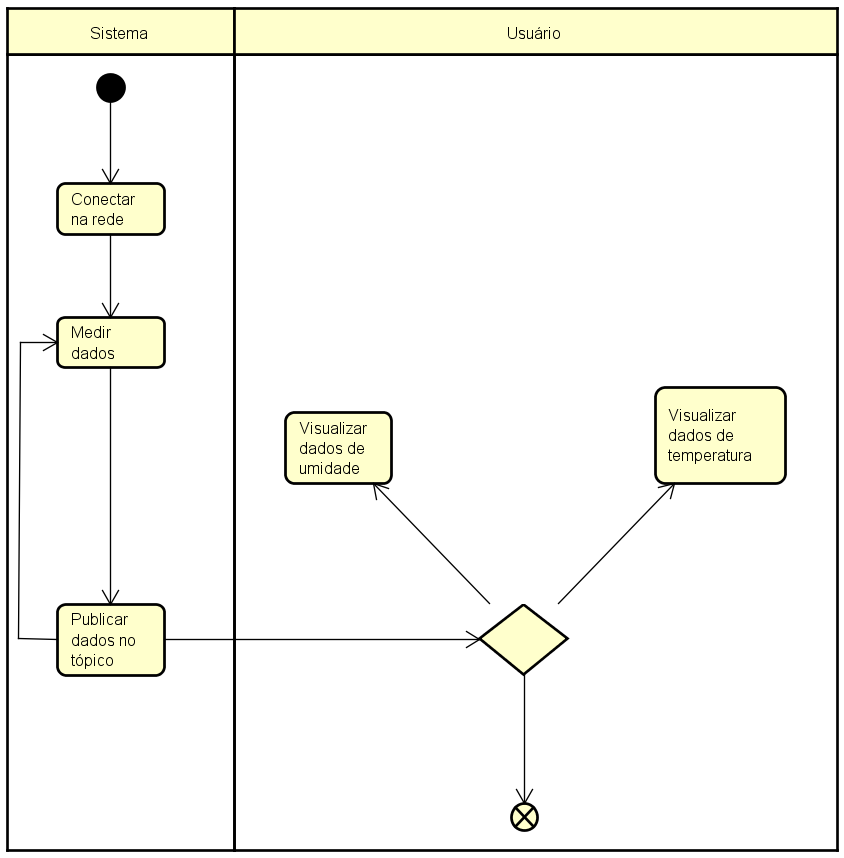 Sistema
Usuário
Conectar
na rede
Medir
dados
Visualizar
dados de
umidade
Visualizar
dados de
temperatura
Publicar
dados no
tópico